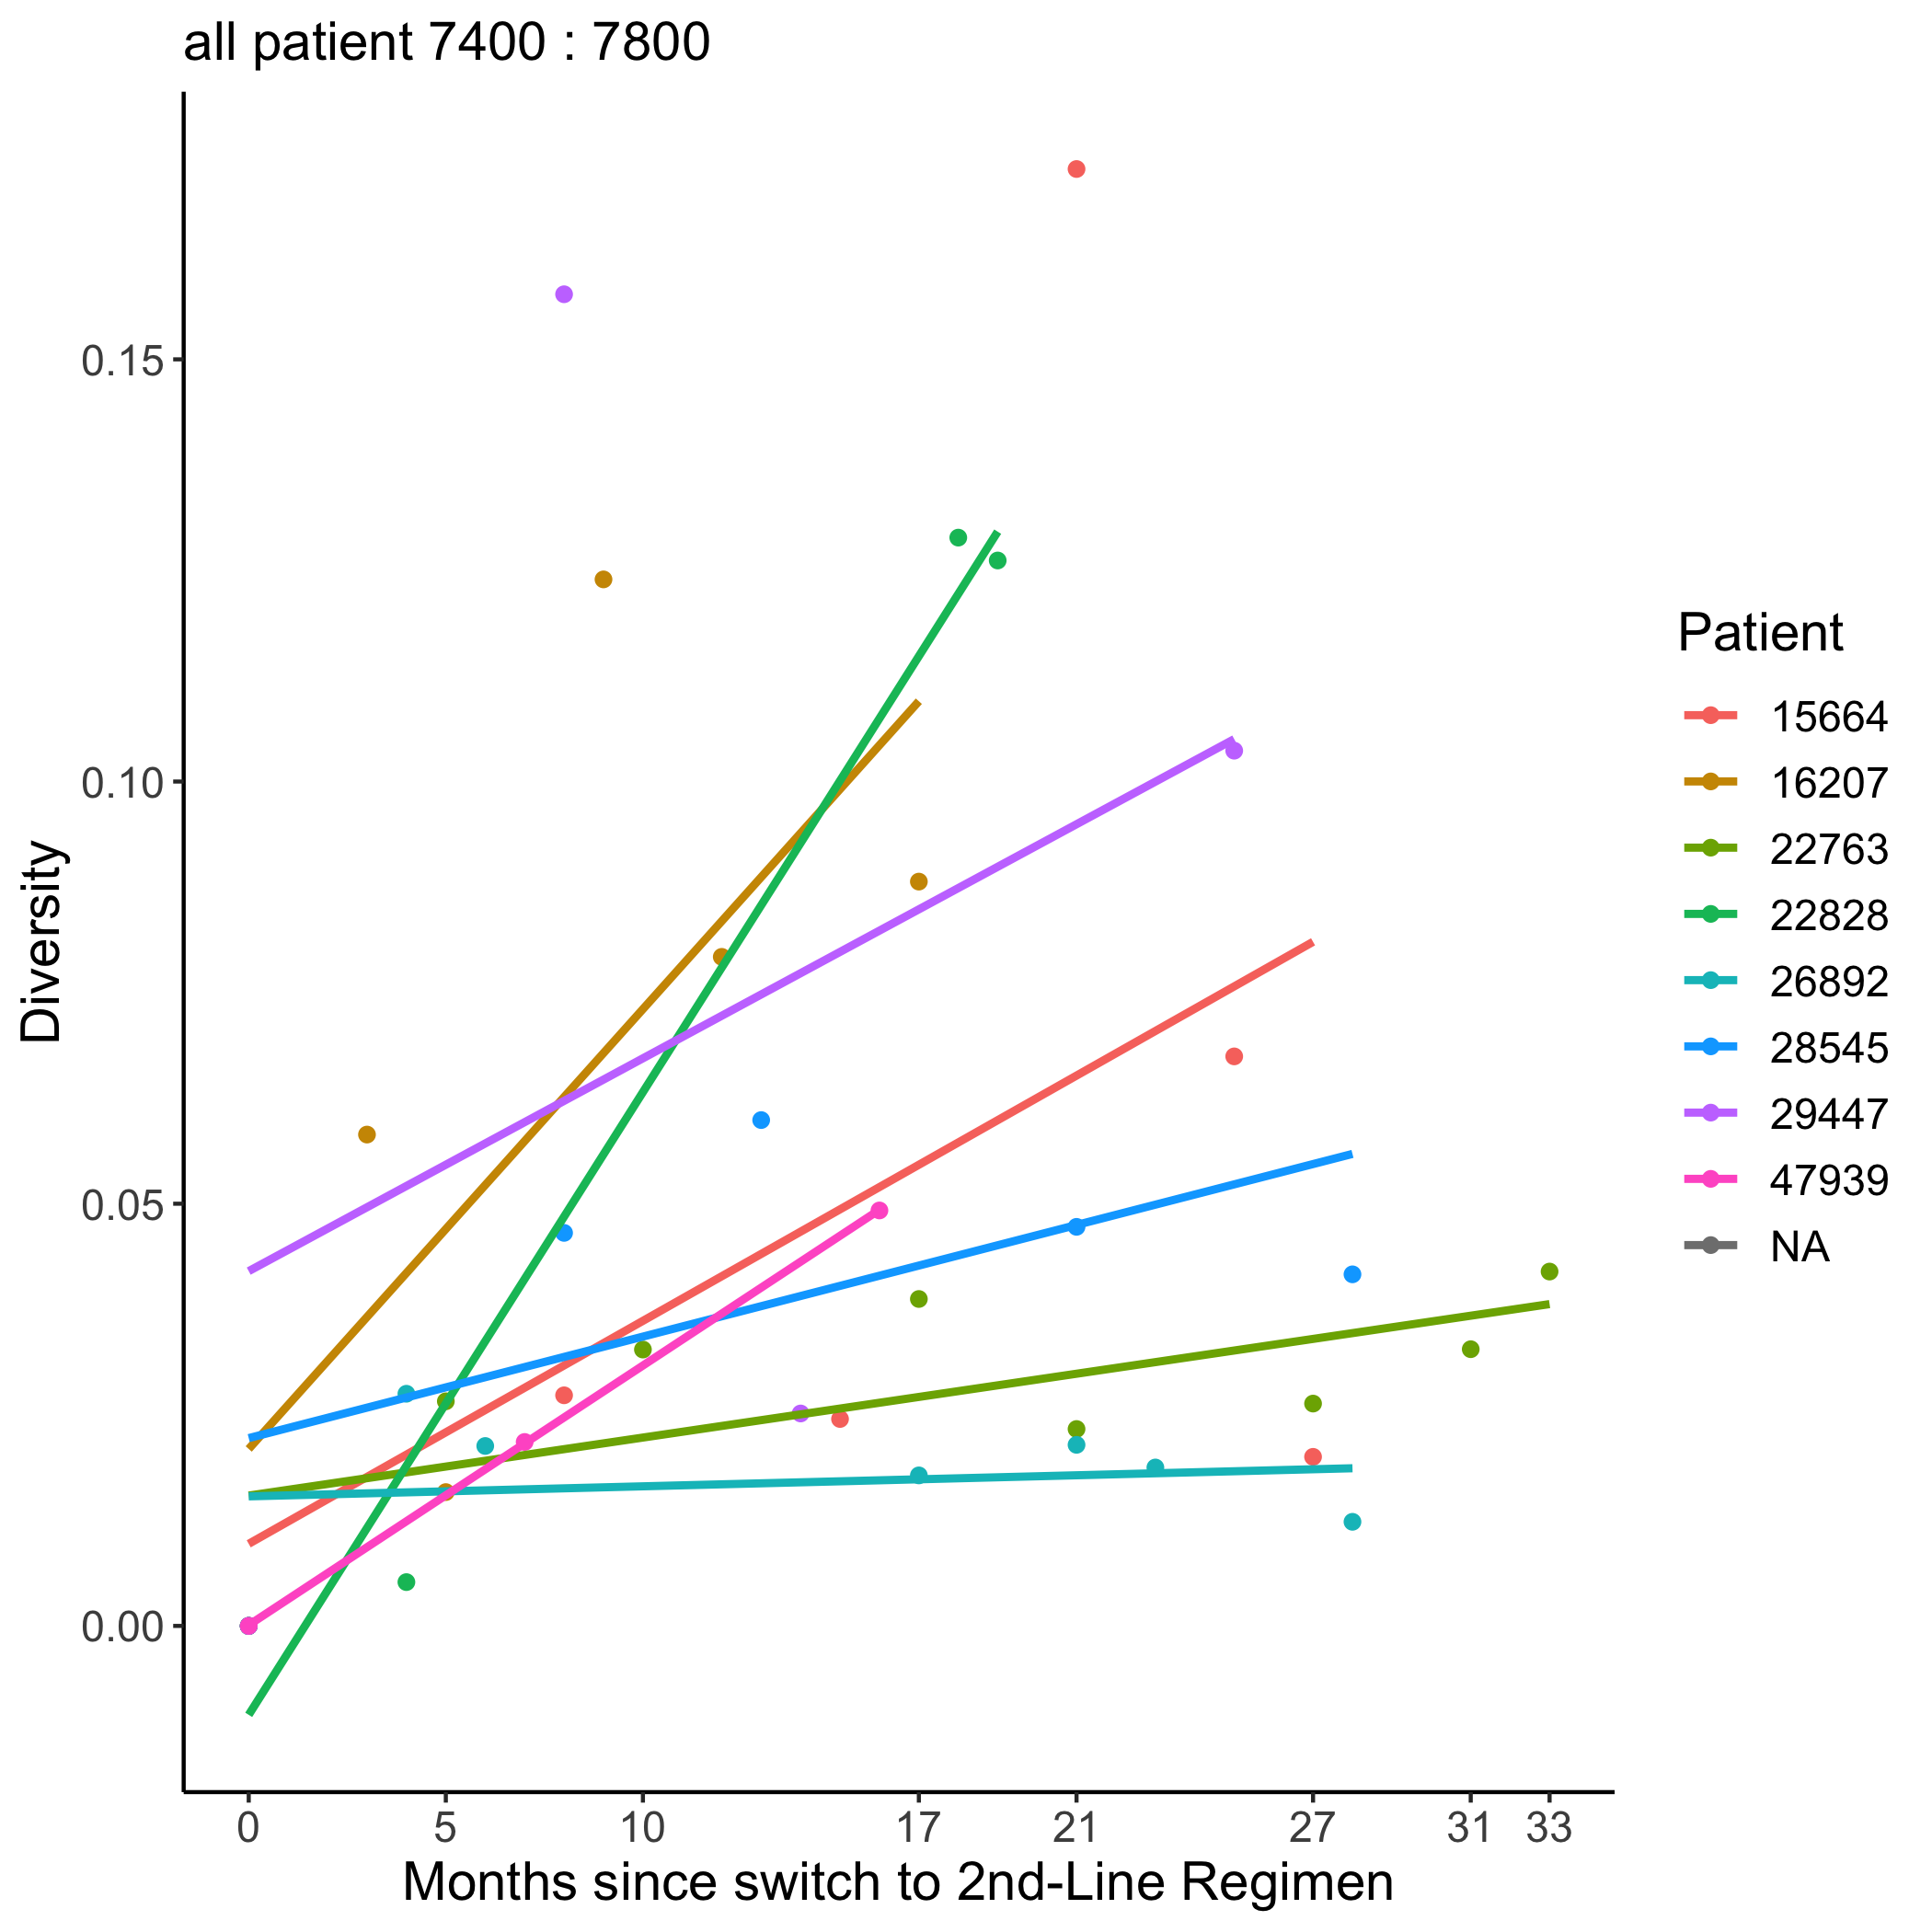 all patient 7400 : 7800
Diversity
0.15
0.10
0.05
0.00
0 5 10 17 21 27 31 33
Months since switch to 2nd-Line Regimen
Patient
15664
16207
22763
22828
26892
28545
29447
47939
NA